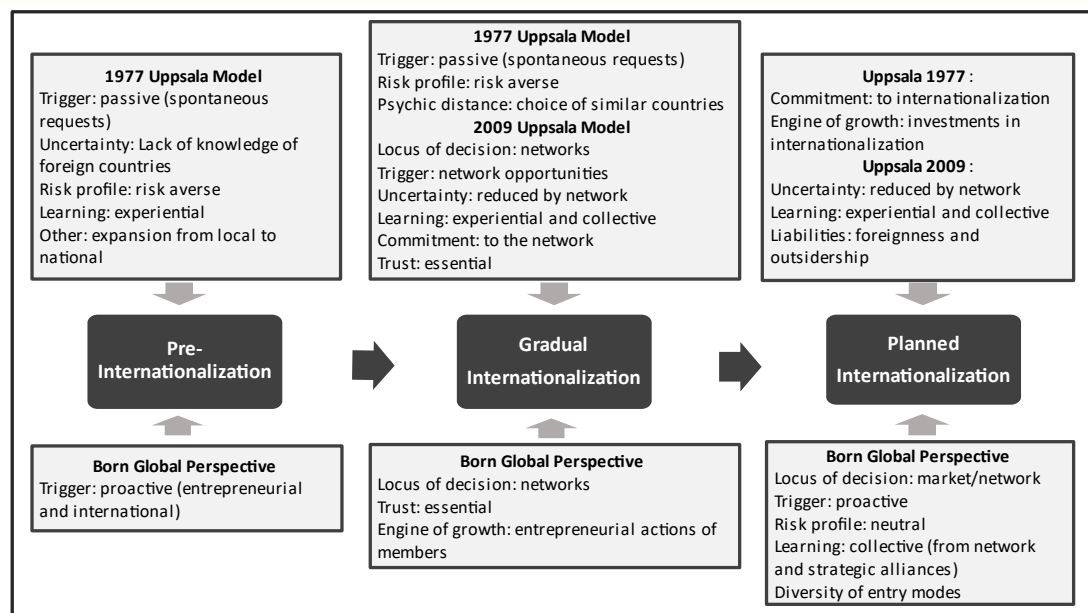 1977 Uppsala Model
Trigger: passive (spontaneous
requests)
Uncertainty: Lack of knowledge of
foreign countries
Risk profile: risk averse
Learning: experiential
Other: expansion from local to
national
1977 Uppsala Model
Trigger: passive (spontaneous requests)
Risk profile: risk averse
Psychic distance: choice of similar countries
2009 Uppsala Model
Locus of decision: networks
Trigger: network opportunities
Uncertainty: reduced by network
Learning: experiential and collective
Commitment: to the network
Trust: essential
Uppsala 1977 :
Commitment: to internationalization
Engine of growth: investments in
internationalization
Uppsala 2009 :
Uncertainty: reduced by network
Learning: experiential and collective
Liabilities: foreignness and
outsidership
Pre-
Internationalization
Gradual
Internationalization
Planned
Internationalization
Born Global Perspective
Trigger: proactive (entrepreneurial
and international)
Born Global Perspective
Locus of decision: networks
Trust: essential
Engine of growth: entrepreneurial actions of
members
Born Global Perspective
Locus of decision: market/network
Trigger: proactive
Risk profile: neutral
Learning: collective (from network
and strategic alliances)
Diversity of entry modes